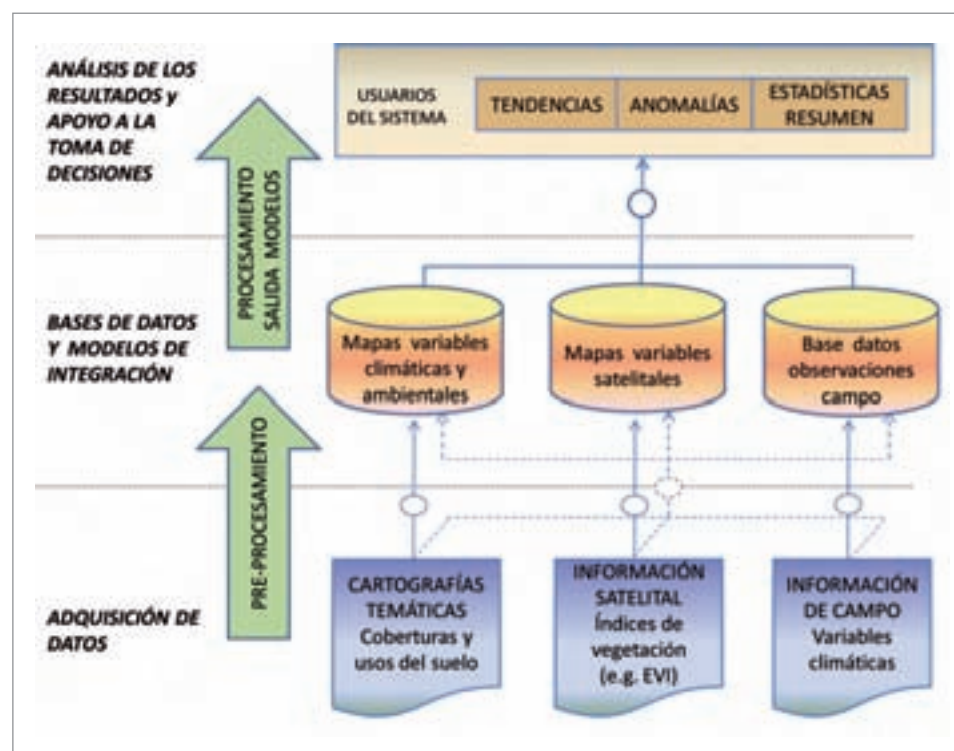 ANÁLISIS DE LOS
RESULTADOS y
APOYO A LA
TOMA DE
DECISIONES
PROCESAMIENTO
SALIDA MODELOS
USUARIOS
DEL SISTEMA
TENDENCIAS
ANOMALÍAS
ESTADÍSTICAS
RESUMEN
BASES DE DATOS
Y MODELOS DE
INTEGRACIÓN
Mapas variables
climáticas y
ambientales
Mapas variables
satelitales
Base datos
observaciones
campo
PRE-PROCESAMIENTO
ADQUISICIÓN DE
DATOS
CARTOGRAFÍAS
TEMÁTICAS
Coberturas y
usos del suelo
INFORMACIÓN
SATELITAL
Índices de
vegetación
(e.g. EVI)
INFORMACIÓN
DE CAMPO
Variables
climáticas